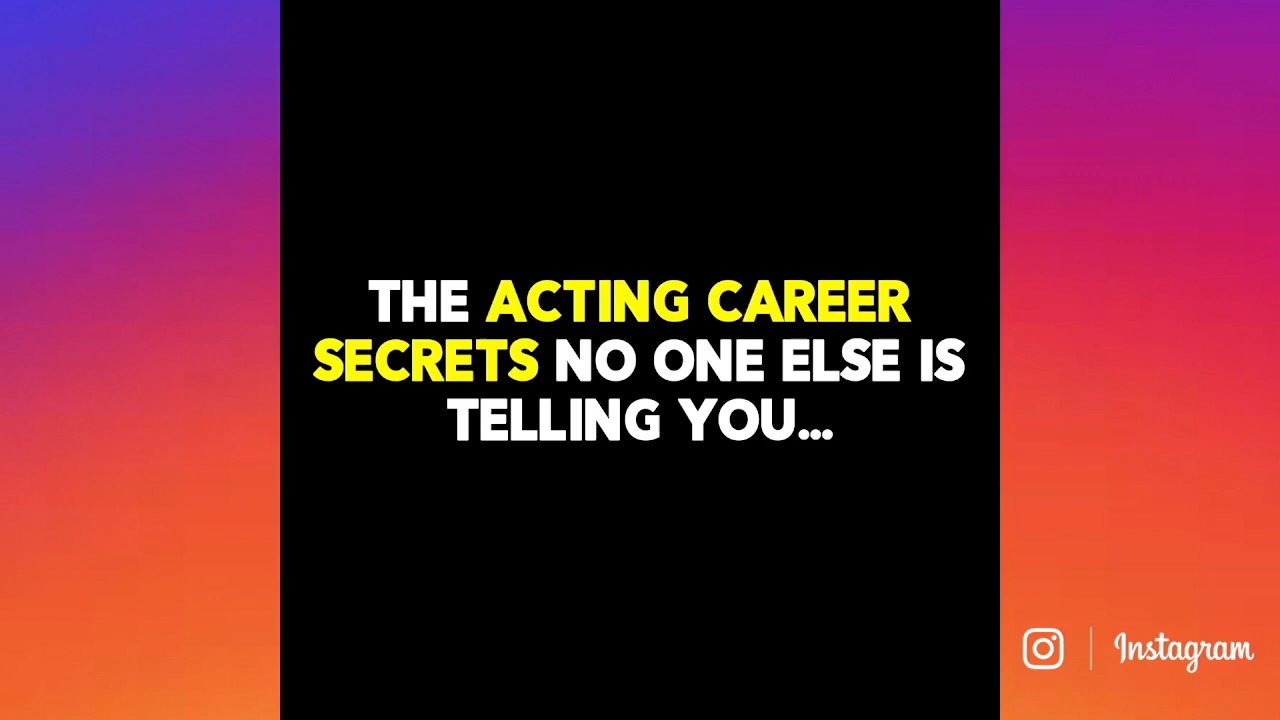 THE ACTING CAREER
SECRETS NO ONE ELSE IS
TELLING YOU...
Instagram